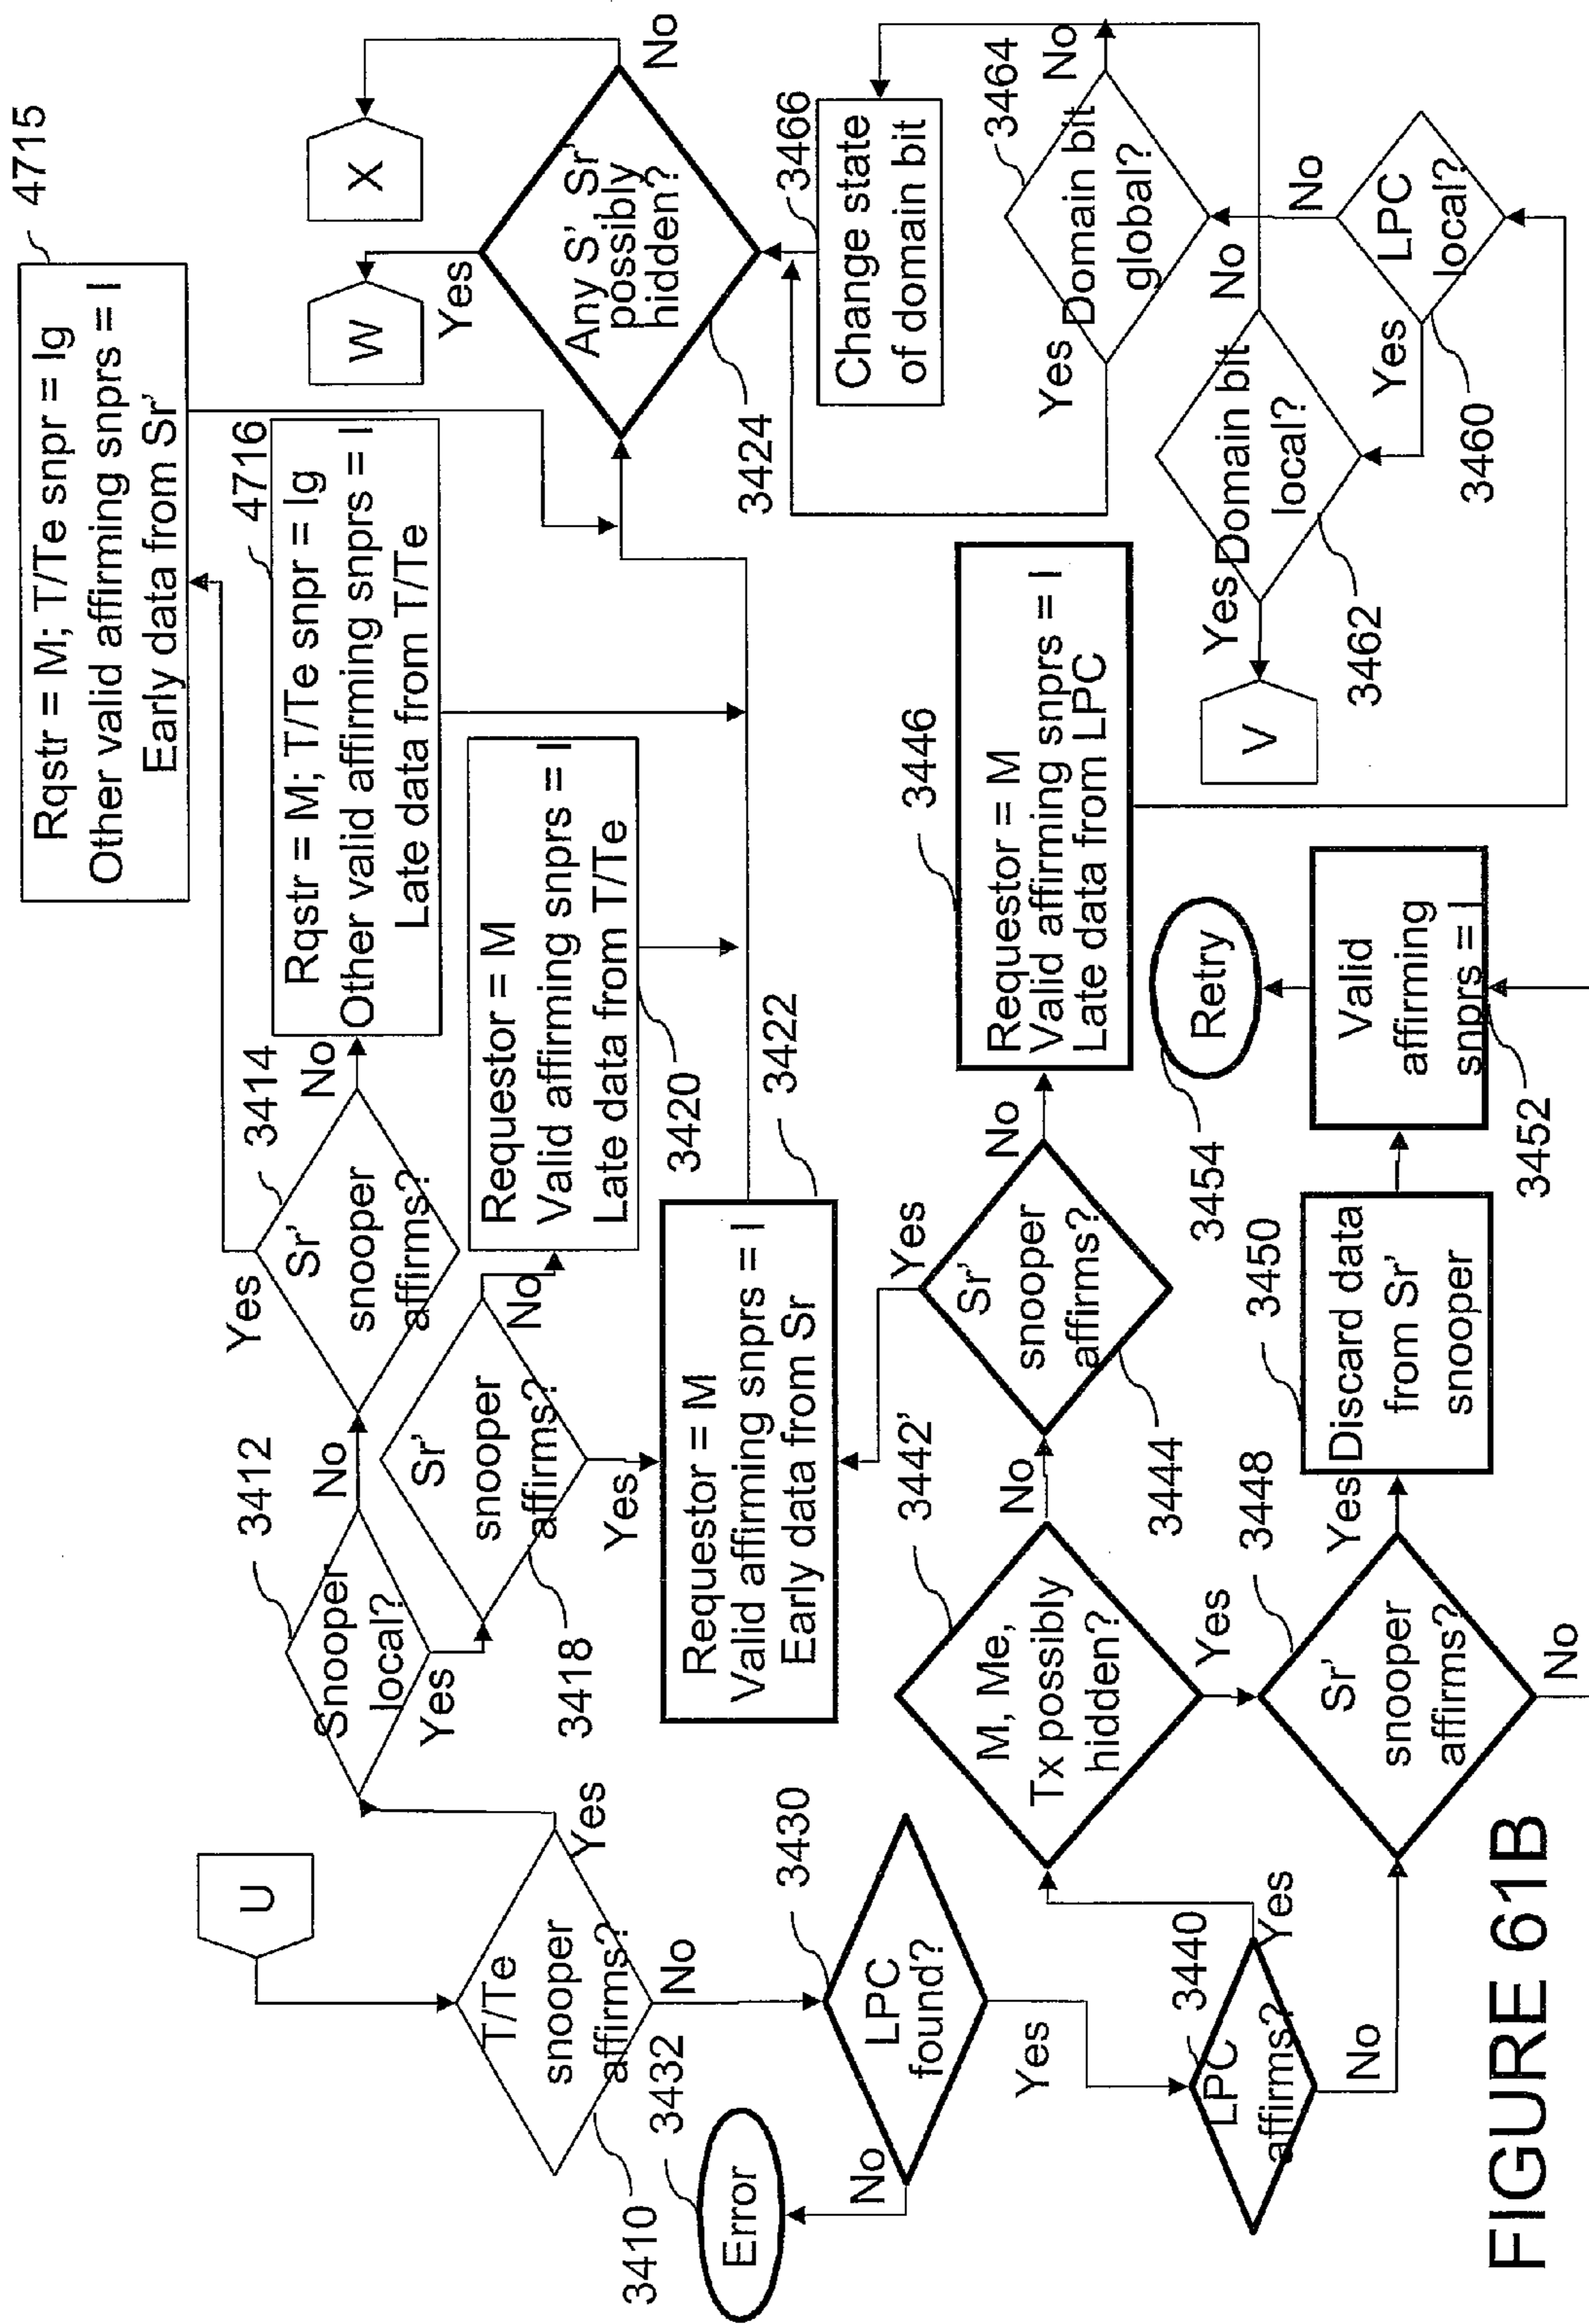 U
T/Te
snooper
affirms?
3410
Yes
No
Snooper
local?
3412
No
Yes
Sr'
snooper
affirms?
3414
Yes
No
Rqstr = M; T/Te snpr = Ig
Other valid affirming snprs = I
Early data from Sr'
4715
Rqstr = M; T/Te snpr = Ig
Other valid affirming snprs = I
Late data from T/Te
4716
Sr'
snooper
affirms?
3418
No
Yes
Requestor = M
Valid affirming snprs = I
Late data from T/Te
3420
Requestor = M
Valid affirming snprs = I
Early data from Sr
3422
Any S' Sr'
possibly
hidden?
3424
Yes
No
W
X
LPC
found?
3430
No
Yes
Error
3432
LPC
affirms?
3440
Yes
No
M, Me,
Tx possibly
hidden?
3442'
No
Yes
Sr'
snooper
affirms?
3444
Yes
No
Requestor = M
Valid affirming snprs = I
Late data from LPC
3446
Sr'
snooper
affirms?
3448
Yes
No
Discard data
from Sr'
snooper
3450
Valid
affirming
snprs = I
3452
Retry
3454
LPC
local?
3460
Yes
No
Domain bit
local?
3462
Yes
No
V
Domain bit
global?
3464
Yes
No
Change state
of domain bit
3466
FIGURE 61B